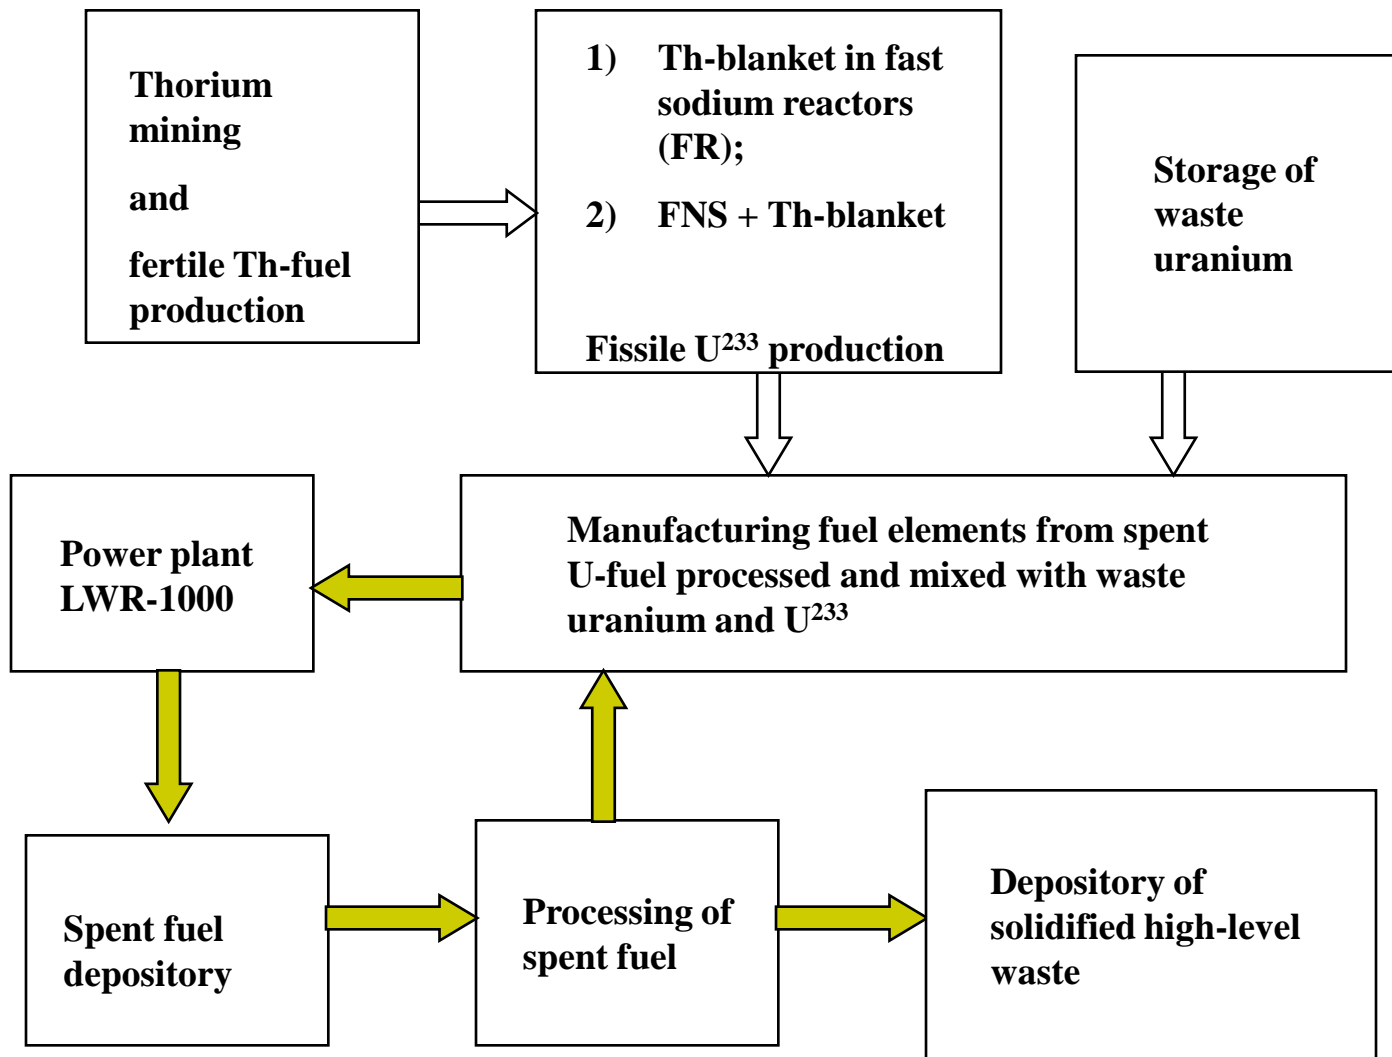 Thorium
mining
and
fertile Th-fuel
production
1) Th-blanket in fast
sodium reactors
(FR);
2) FNS + Th-blanket
Fissile U²³³ production
Storage of
waste
uranium
Power plant
LWR-1000
Manufacturing fuel elements from spent
U-fuel processed and mixed with waste
uranium and U²³³
Spent fuel
depository
Processing of
spent fuel
Depository of
solidified high-level
waste